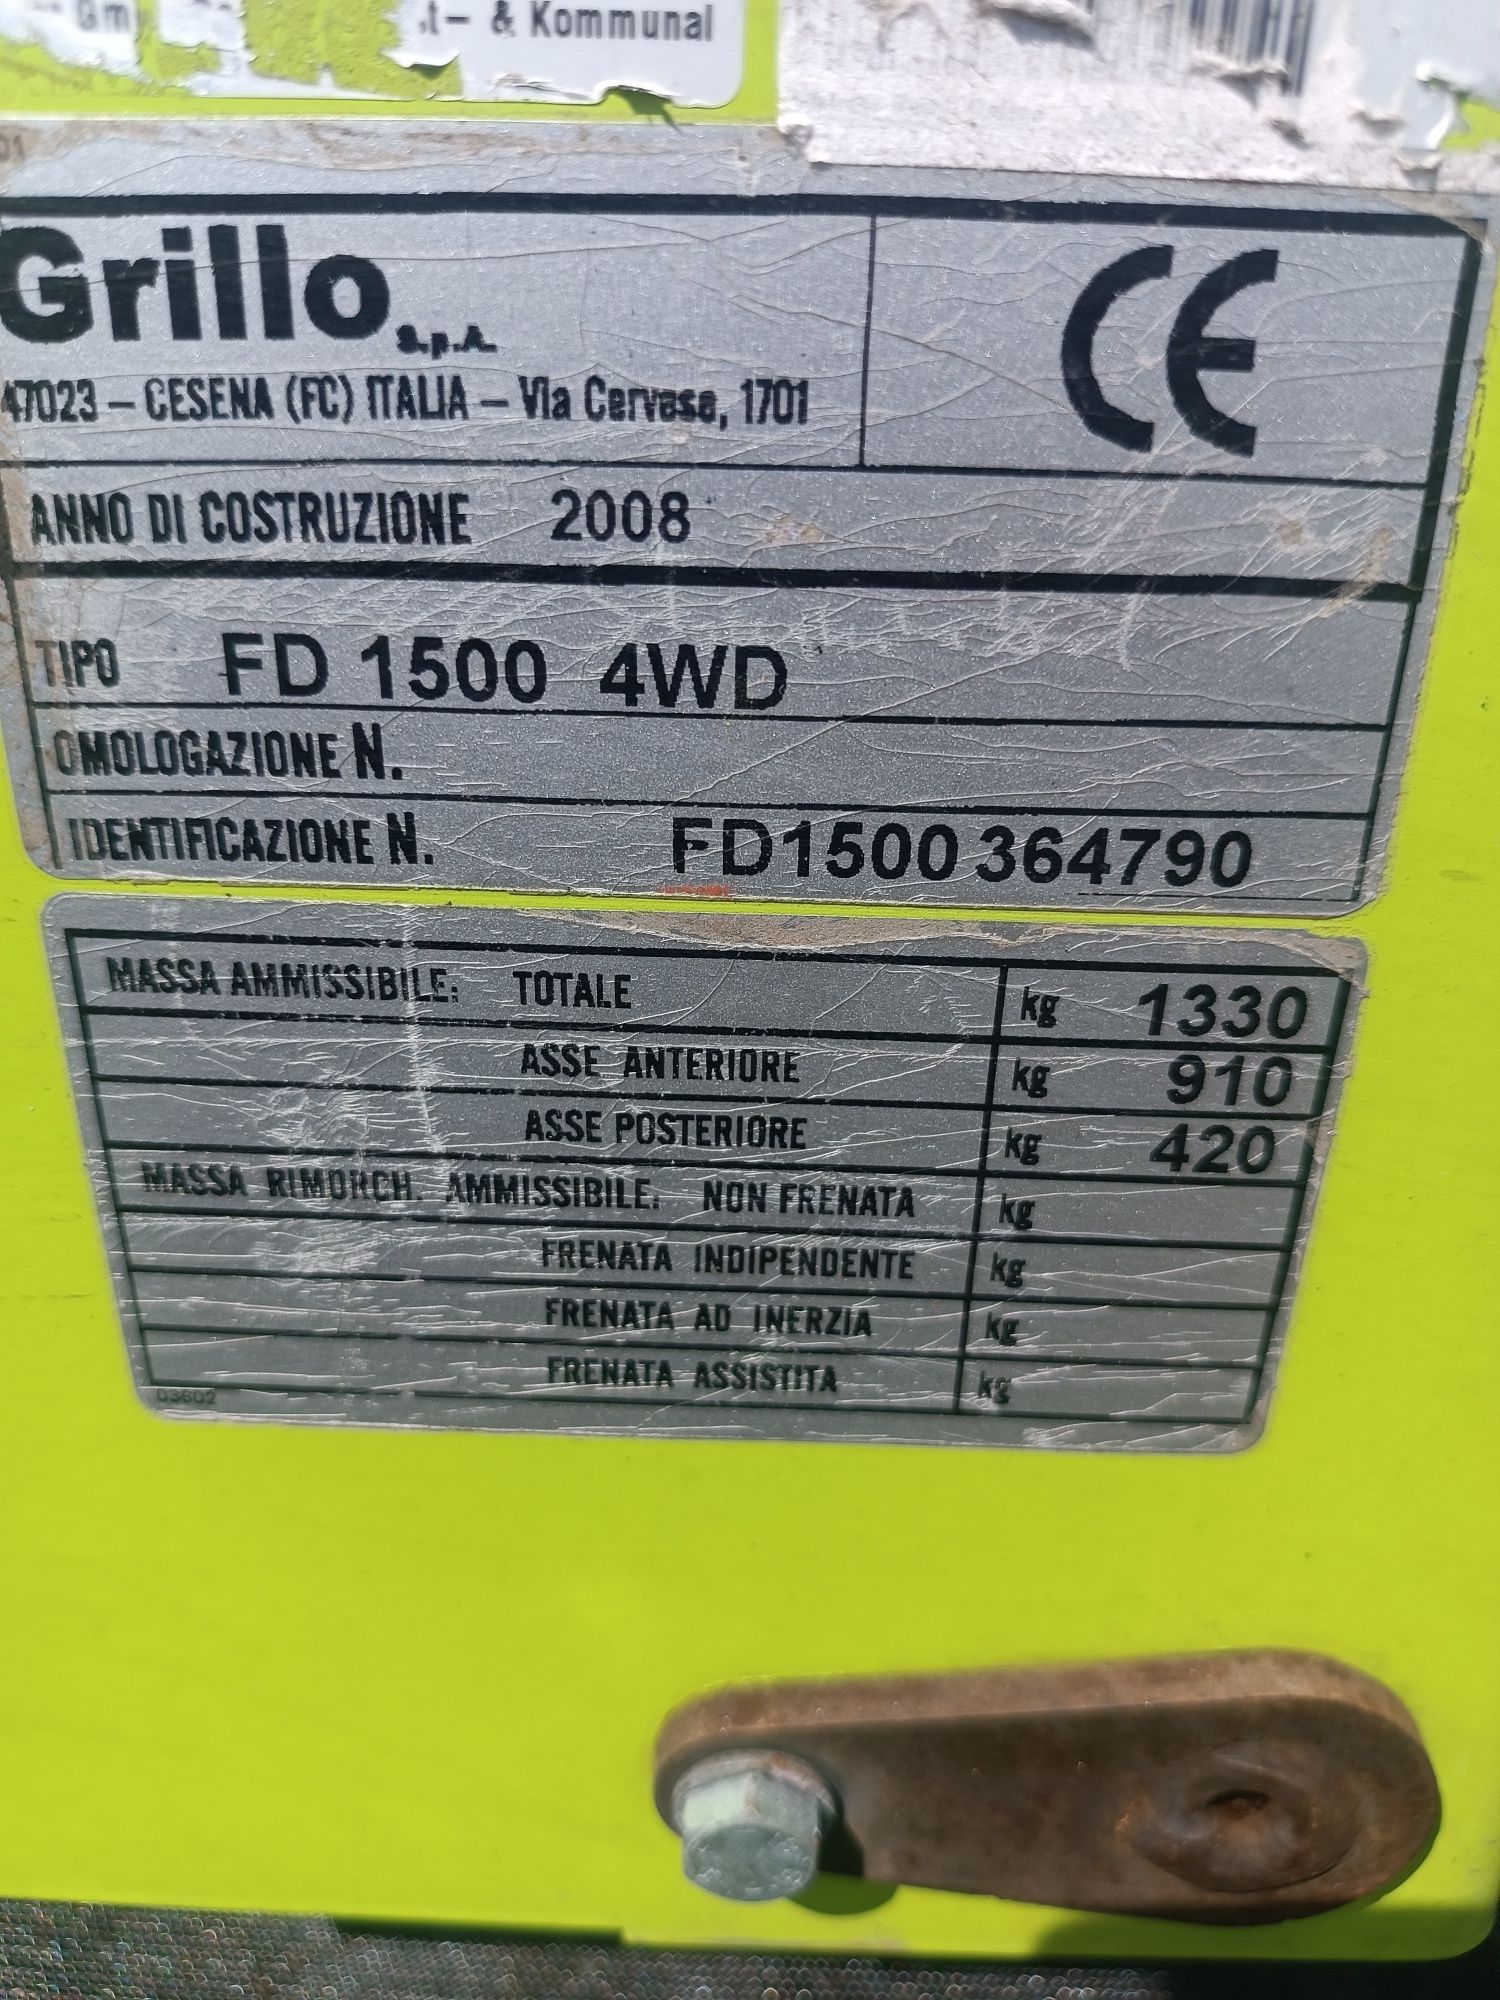 & Kommunal
01
Grillo S.p.A.
47023 – CESENA (FC) ITALIA – Via Cervese, 1701
CE
ANNO DI COSTRUZIONE 2008
TIPO FD 1500 4WD
OMOLOGAZIONE N.
IDENTIFICAZIONE N. FD1500 364790
MASSA AMMISSIBILE: TOTALE kg 1330
ASSE ANTERIORE kg 910
ASSE POSTERIORE kg 420
MASSA RIMORCH. AMMISSIBILE: NON FRENATA kg
FRENATA INDIPENDENTE kg
FRENATA AD INERZIA kg
FRENATA ASSISTITA kg
03602